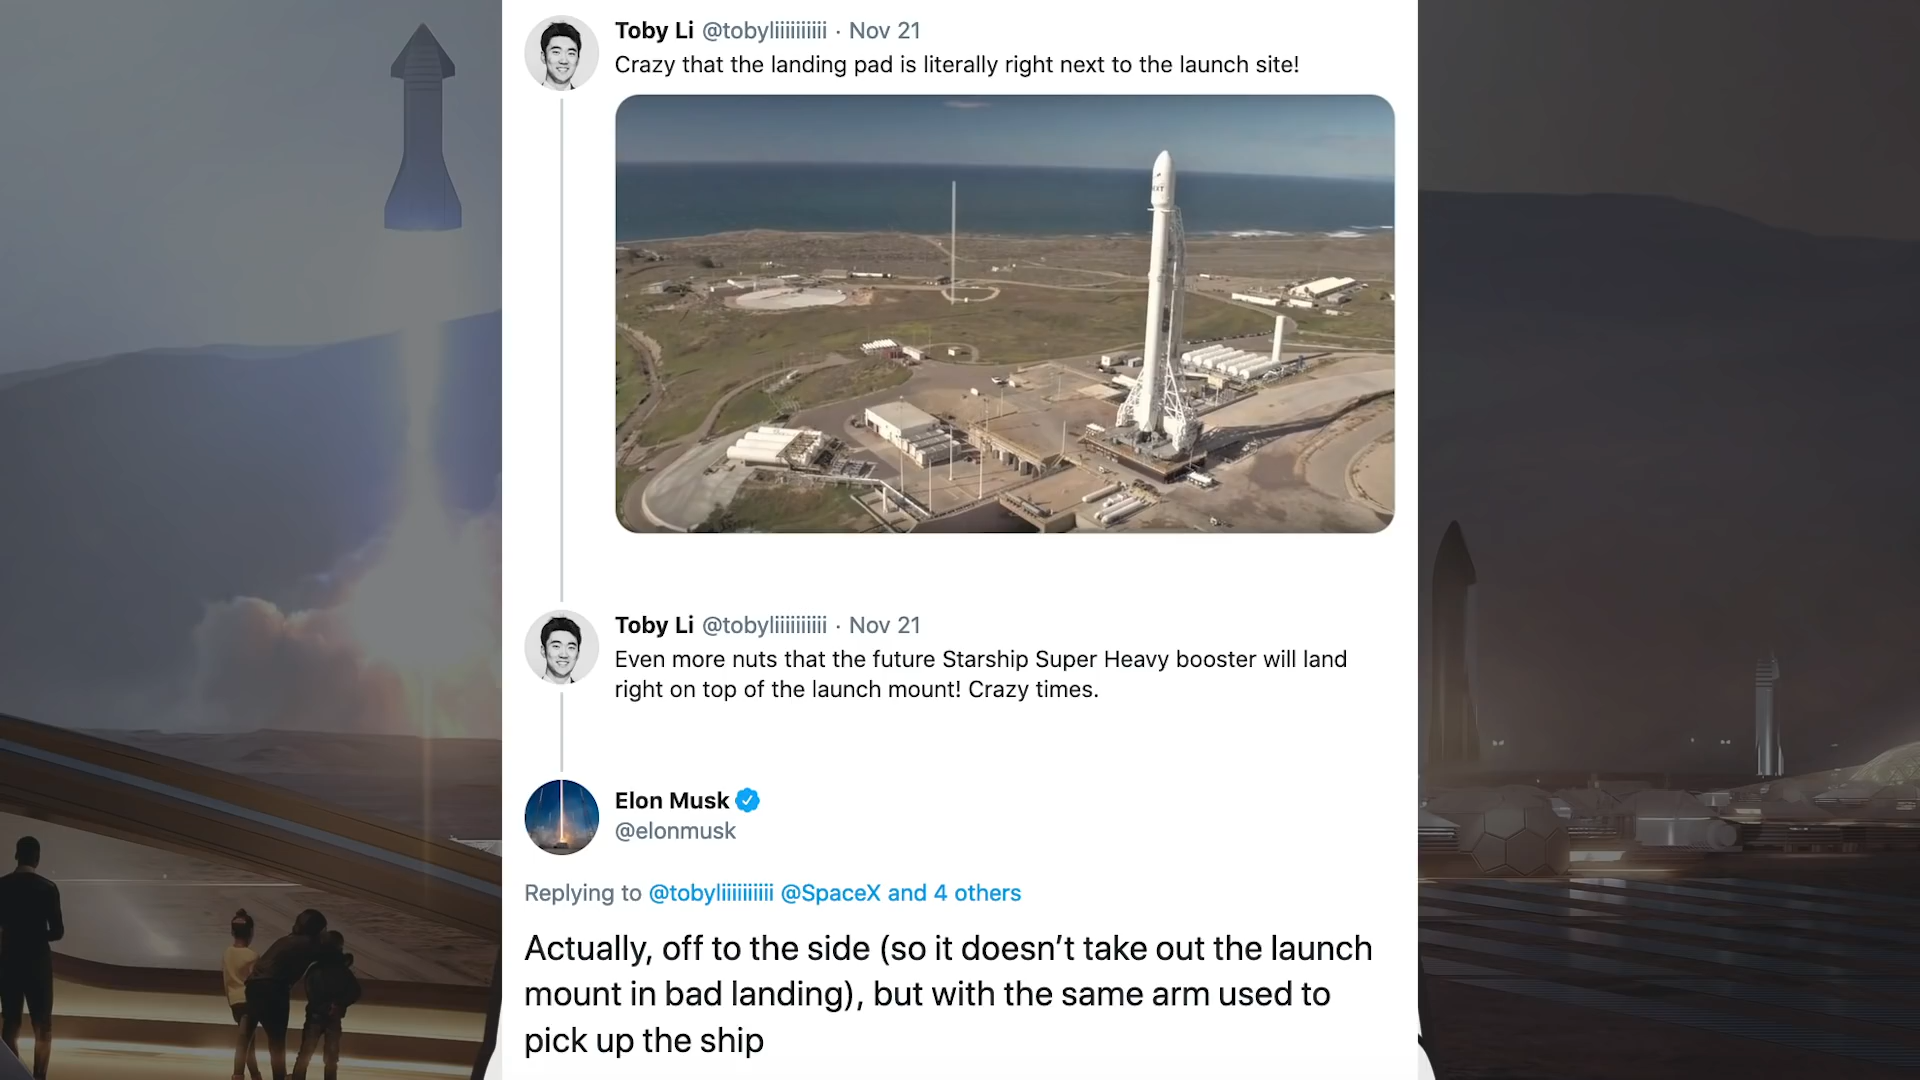 Toby Li @tobyliiiiiiiiii · Nov 21
Crazy that the landing pad is literally right next to the launch site!
Toby Li @tobyliiiiiiiiii · Nov 21
Even more nuts that the future Starship Super Heavy booster will land
right on top of the launch mount! Crazy times.
Elon Musk
@elonmusk
Replying to @tobyliiiiiiiiii @SpaceX and 4 others
Actually, off to the side (so it doesn’t take out the launch
mount in bad landing), but with the same arm used to
pick up the ship